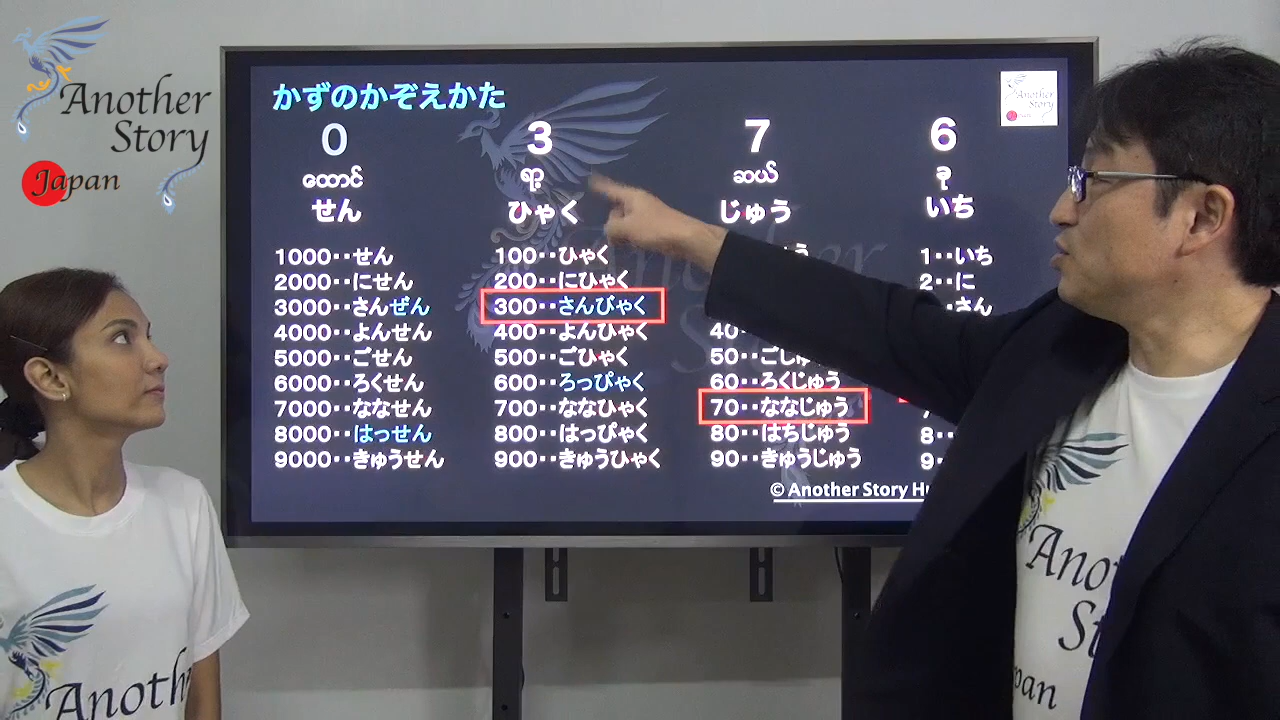 Another
Story
Japan
かずのかぞえかた
Another
Story
Japan
0 3 7 6
ထောင် ရာ့ ဆယ် ခု
せん ひゃく じゅう いち
1000‥せん 100‥ひゃく 1‥いち
2000‥にせん 200‥にひゃく 2‥に
3000‥さんぜん 300‥さんびゃく さん
4000‥よんせん 400‥よんひゃく 40‥
5000‥ごせん 500‥ごひゃく 50‥ごじゅう
6000‥ろくせん 600‥ろっぴゃく 60‥ろくじゅう
7000‥ななせん 700‥ななひゃく 70‥ななじゅう 7
8000‥はっせん 800‥はっぴゃく 80‥はちじゅう 8‥
9000‥きゅうせん 900‥きゅうひゃく 90‥きゅうじゅう 9‥
© Another Story
Another